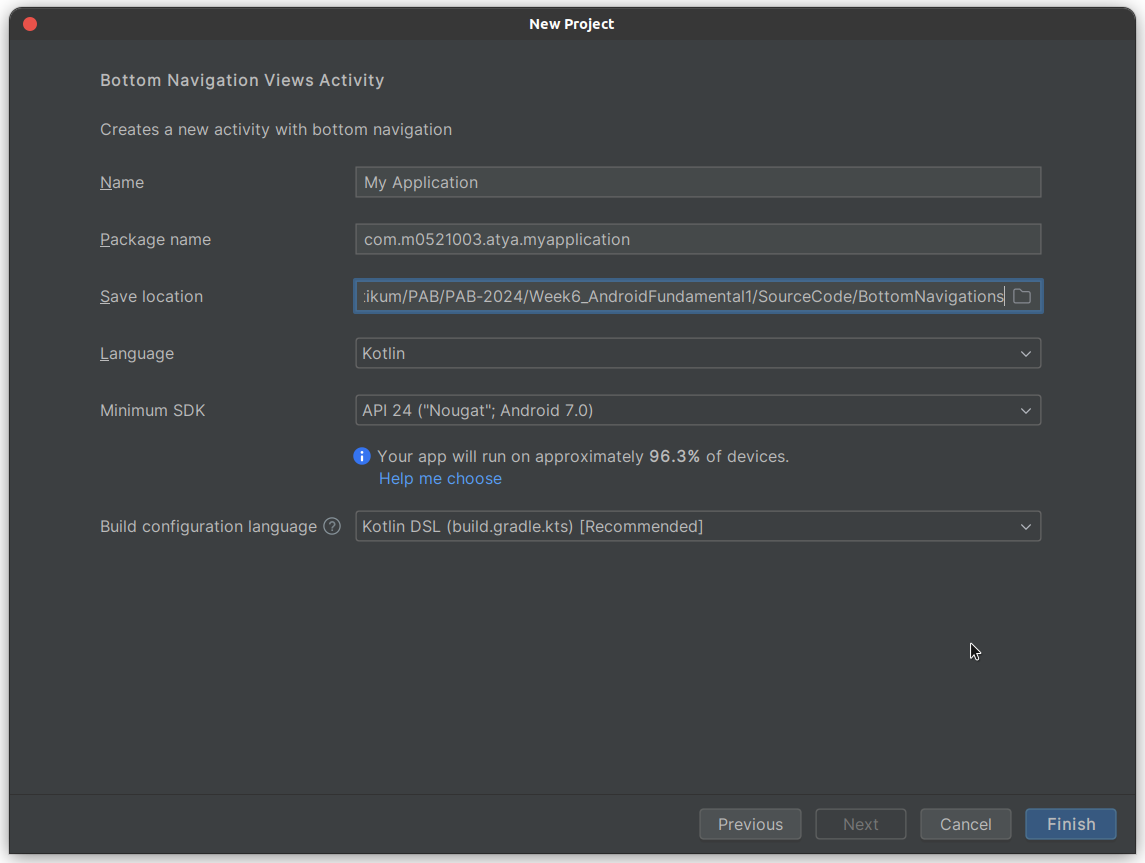 New Project
Bottom Navigation Views Activity
Creates a new activity with bottom navigation
Name My Application
Package name com.m0521003.atya.myapplication
Save location ikum/PAB/PAB-2024/Week6_AndroidFundamental1/SourceCode/BottomNavigations
Language Kotlin
Minimum SDK API 24 ("Nougat"; Android 7.0)
Your app will run on approximately 96.3% of devices.
Help me choose
Build configuration language ? Kotlin DSL (build.gradle.kts) [Recommended]
Previous Next Cancel Finish